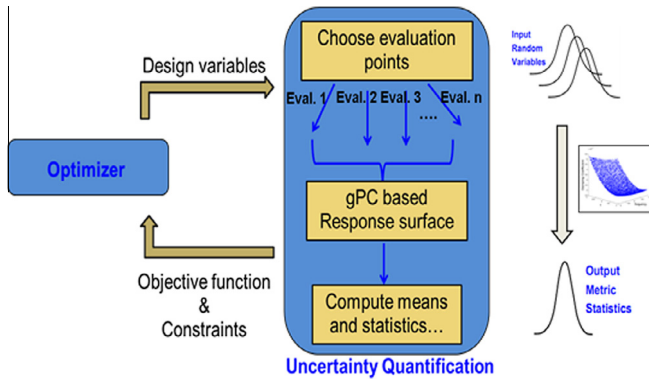 Design variables
Optimizer
Objective function
&
Constraints
Choose evaluation
points
Eval. 1
Eval. 2
Eval. 3
....
Eval. n
gPC based
Response surface
Compute means
and statistics...
Uncertainty Quantification
Input
Random
Variables
Output
Metric
Statistics